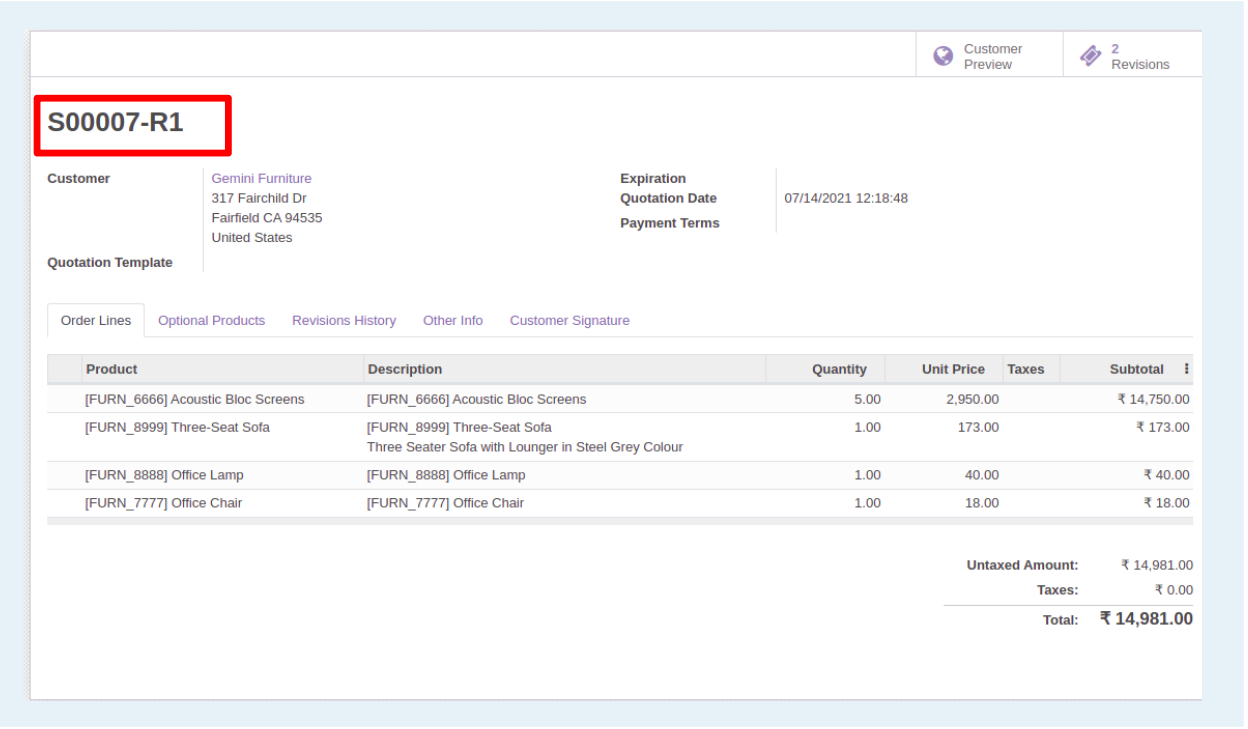 Customer Preview
2 Revisions
S00007-R1
Customer Gemini Furniture
317 Fairchild Dr
Fairfield CA 94535
United States
Quotation Template
Expiration
Quotation Date 07/14/2021 12:18:48
Payment Terms
Order Lines Optional Products Revisions History Other Info Customer Signature
Product Description Quantity Unit Price Taxes Subtotal
[FURN_6666] Acoustic Bloc Screens [FURN_6666] Acoustic Bloc Screens 5.00 2,950.00 ₹ 14,750.00
[FURN_8999] Three-Seat Sofa [FURN_8999] Three-Seat Sofa 1.00 173.00 ₹ 173.00
Three Seater Sofa with Lounger in Steel Grey Colour
[FURN_8888] Office Lamp [FURN_8888] Office Lamp 1.00 40.00 ₹ 40.00
[FURN_7777] Office Chair [FURN_7777] Office Chair 1.00 18.00 ₹ 18.00
Untaxed Amount: ₹ 14,981.00
Taxes: ₹ 0.00
Total: ₹ 14,981.00